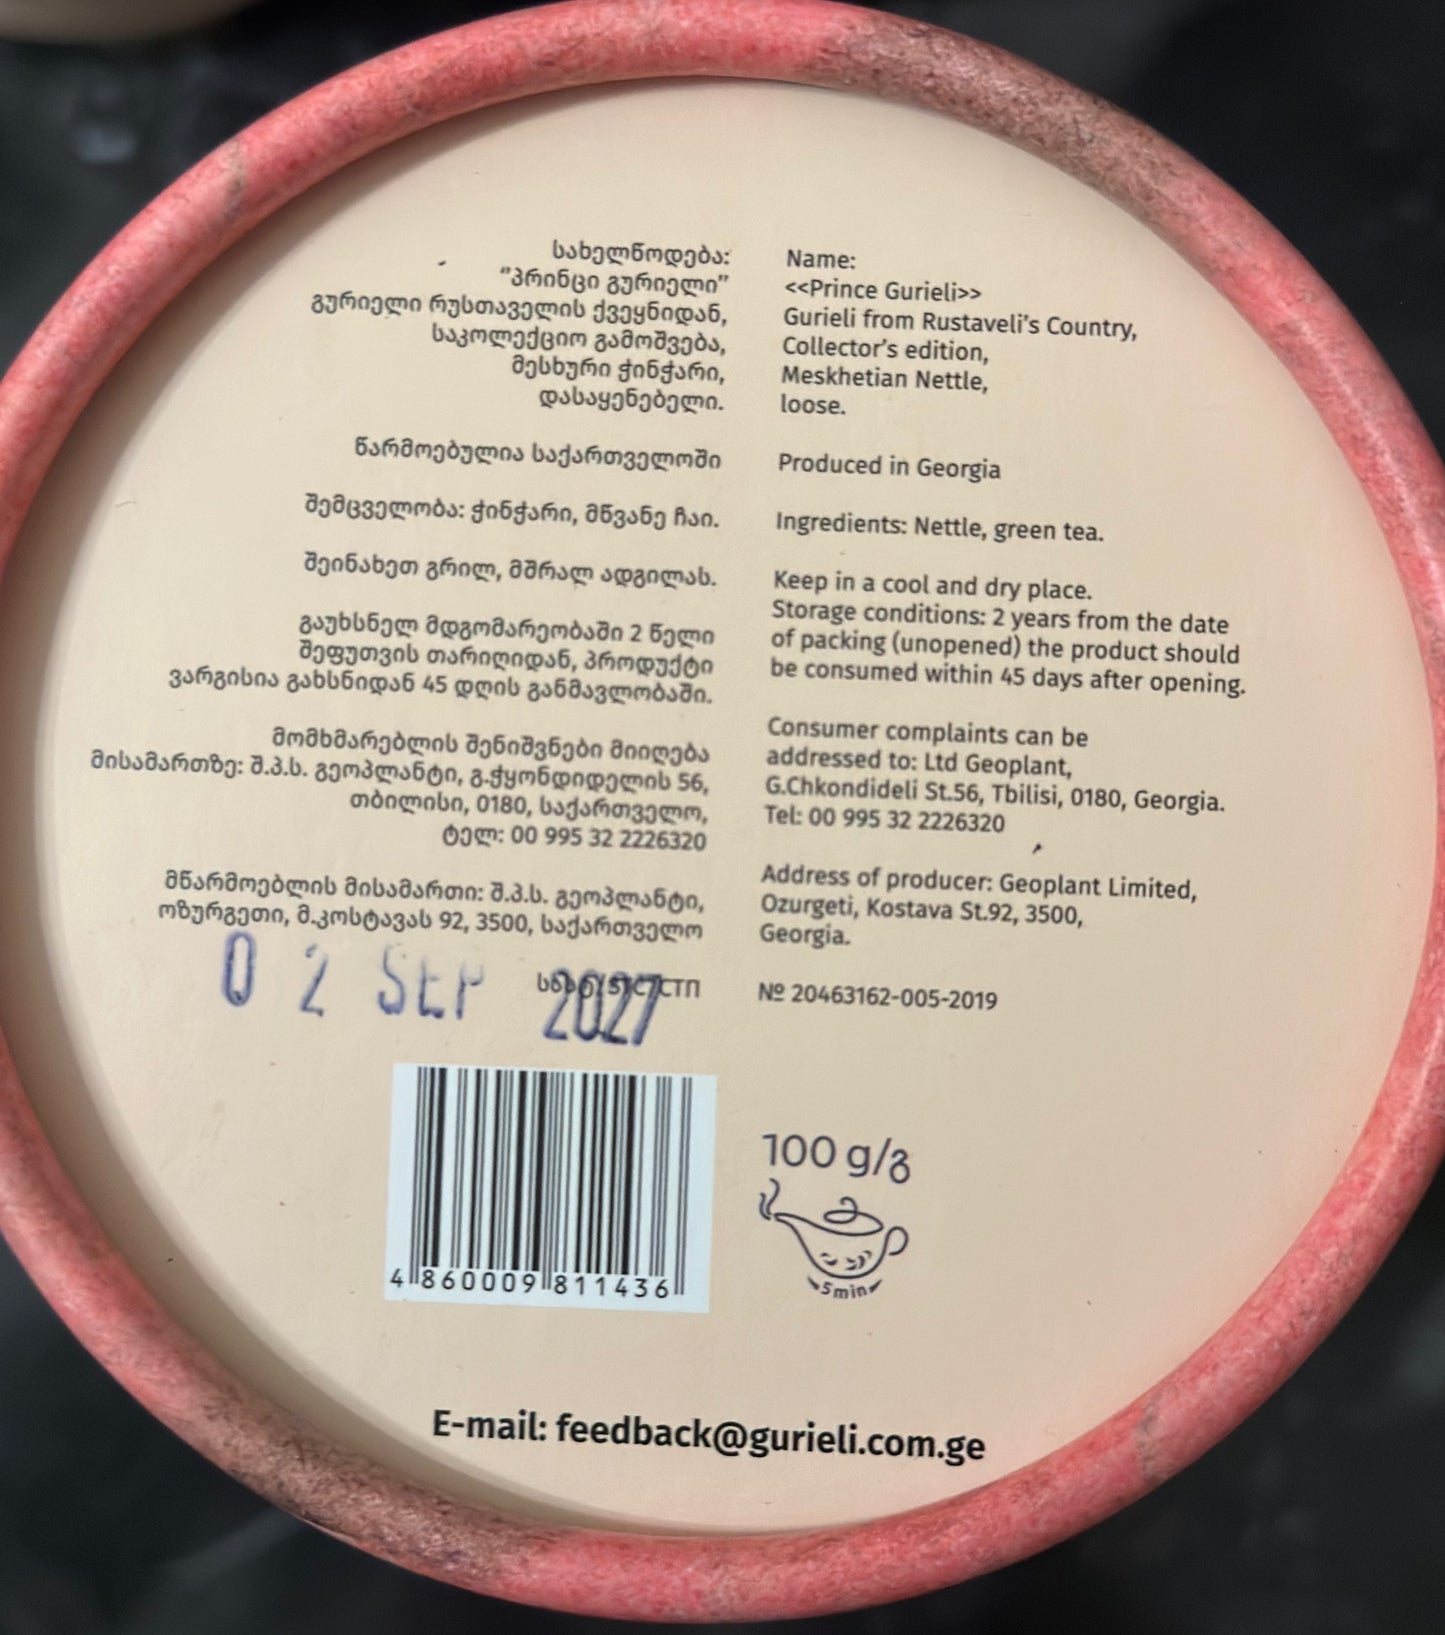 სახელწოდება:
"პრინცი გურიელი"
გურიელი რუსთაველის ქვეყნიდან,
საკოლექციო გამოშვება,
მესხური ჭინჭარი,
დასაყენებელი.
წარმოებულია საქართველოში
შემცველობა: ჭინჭარი, მწვანე ჩაი.
შეინახეთ გრილ, მშრალ ადგილას.
გაუხსნელ მდგომარეობაში 2 წელი
შეფუთვის თარიღიდან, პროდუქტი
ვარგისია გახსნიდან 45 დღის განმავლობაში.
მომხმარებლის შენიშვნები მიიღება
მისამართზე: შ.პ.ს. გეოპლანტი, გ.ჭყონდიდელის 56,
თბილისი, 0180, საქართველო,
ტელ: 00 995 32 2226320
მწარმოებლის მისამართი: შ.პ.ს. გეოპლანტი,
ოზურგეთი, მ.კოსტავას 92, 3500, საქართველო
02 SEP 2027
Name:
<<Prince Gurieli>>
Gurieli from Rustaveli's Country,
Collector's edition,
Meskhetian Nettle,
loose.
Produced in Georgia
Ingredients: Nettle, green tea.
Keep in a cool and dry place.
Storage conditions: 2 years from the date
of packing (unopened) the product should
be consumed within 45 days after opening.
Consumer complaints can be
addressed to: Ltd Geoplant,
G.Chkondideli St.56, Tbilisi, 0180, Georgia.
Tel: 00 995 32 2226320
Address of producer: Geoplant Limited,
Ozurgeti, Kostava St.92, 3500,
Georgia.
№ 20463162-005-2019
4 860009 811436
100 g/გ
5 min
E-mail: feedback@gurieli.com.ge